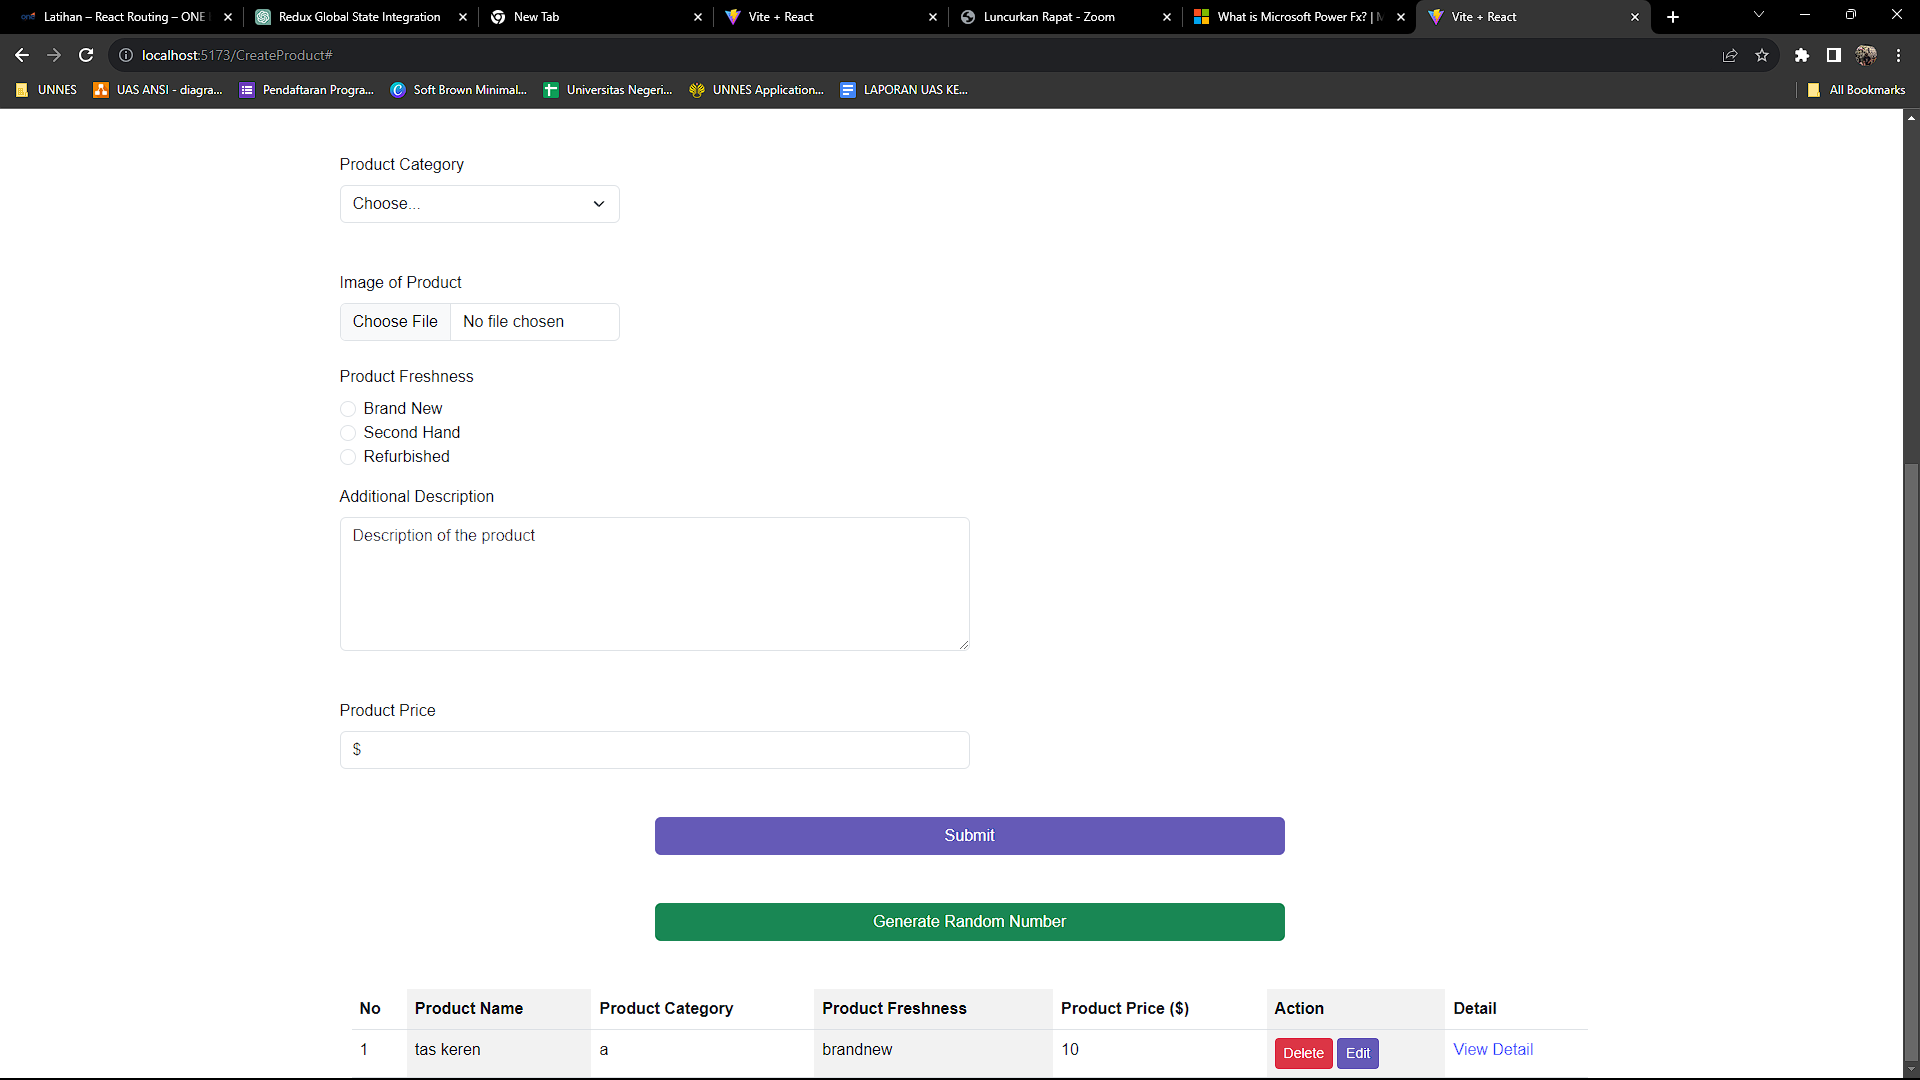 Latihan – React Routing – ONE
Redux Global State Integration
New Tab
Vite + React
Luncurkan Rapat - Zoom
What is Microsoft Power Fx? |
Vite + React
localhost:5173/CreateProduct#
UNNES
UAS ANSI - diagra...
Pendaftaran Progra...
Soft Brown Minimal...
Universitas Negeri...
UNNES Application...
LAPORAN UAS KE...
All Bookmarks
Product Category
Choose...
Image of Product
Choose File No file chosen
Product Freshness
Brand New
Second Hand
Refurbished
Additional Description
Description of the product
Product Price
$
Submit
Generate Random Number
No Product Name Product Category Product Freshness Product Price ($) Action Detail
1 tas keren a brandnew 10 Delete Edit View Detail